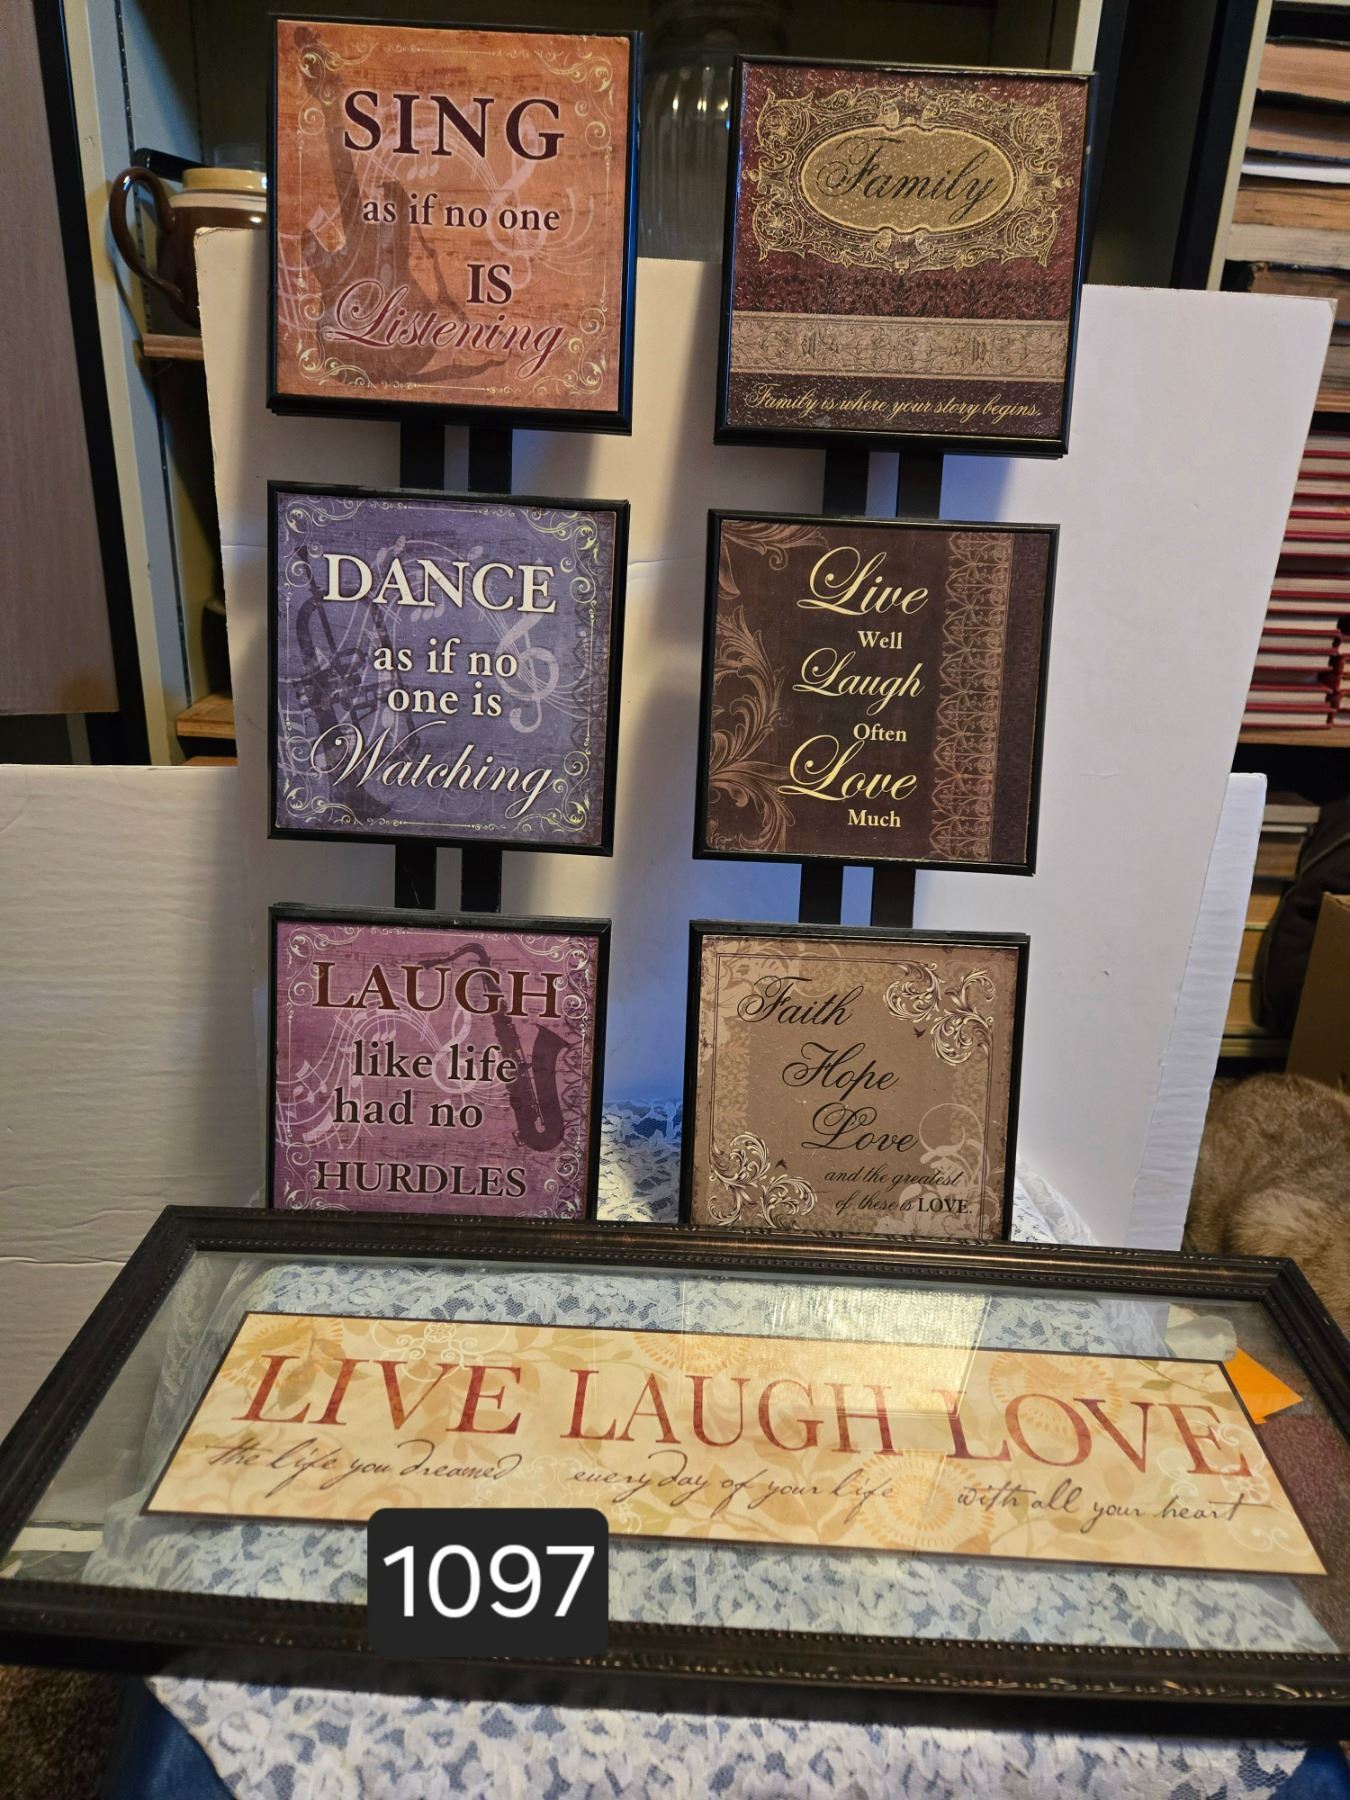 SING
as if no one
IS
Listening
Family
Family is where your story begins.
DANCE
as if no
one is
Watching
Live
Well
Laugh
Often
Love
Much
LAUGH
like life
had no
HURDLES
Faith
Hope
Love
and the greatest
of these is LOVE.
LIVE LAUGH LOVE
the life you dreamed every day of your life with all your heart
1097